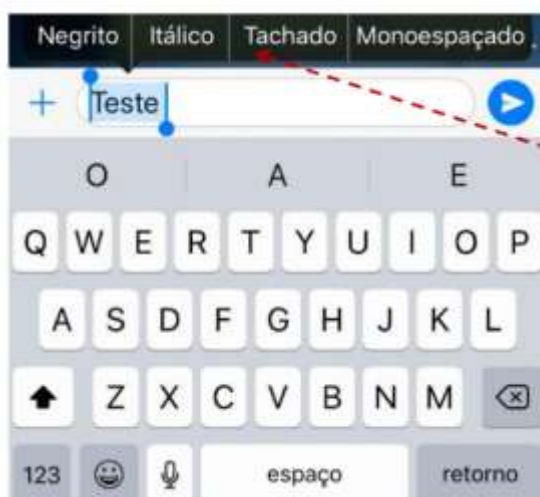 Negrito Itálico Tachado Monoespaçado
Teste
O A E
Q W E R T Y U I O P
A S D F G H J K L
Z X C V B N M
123 espaço retorno